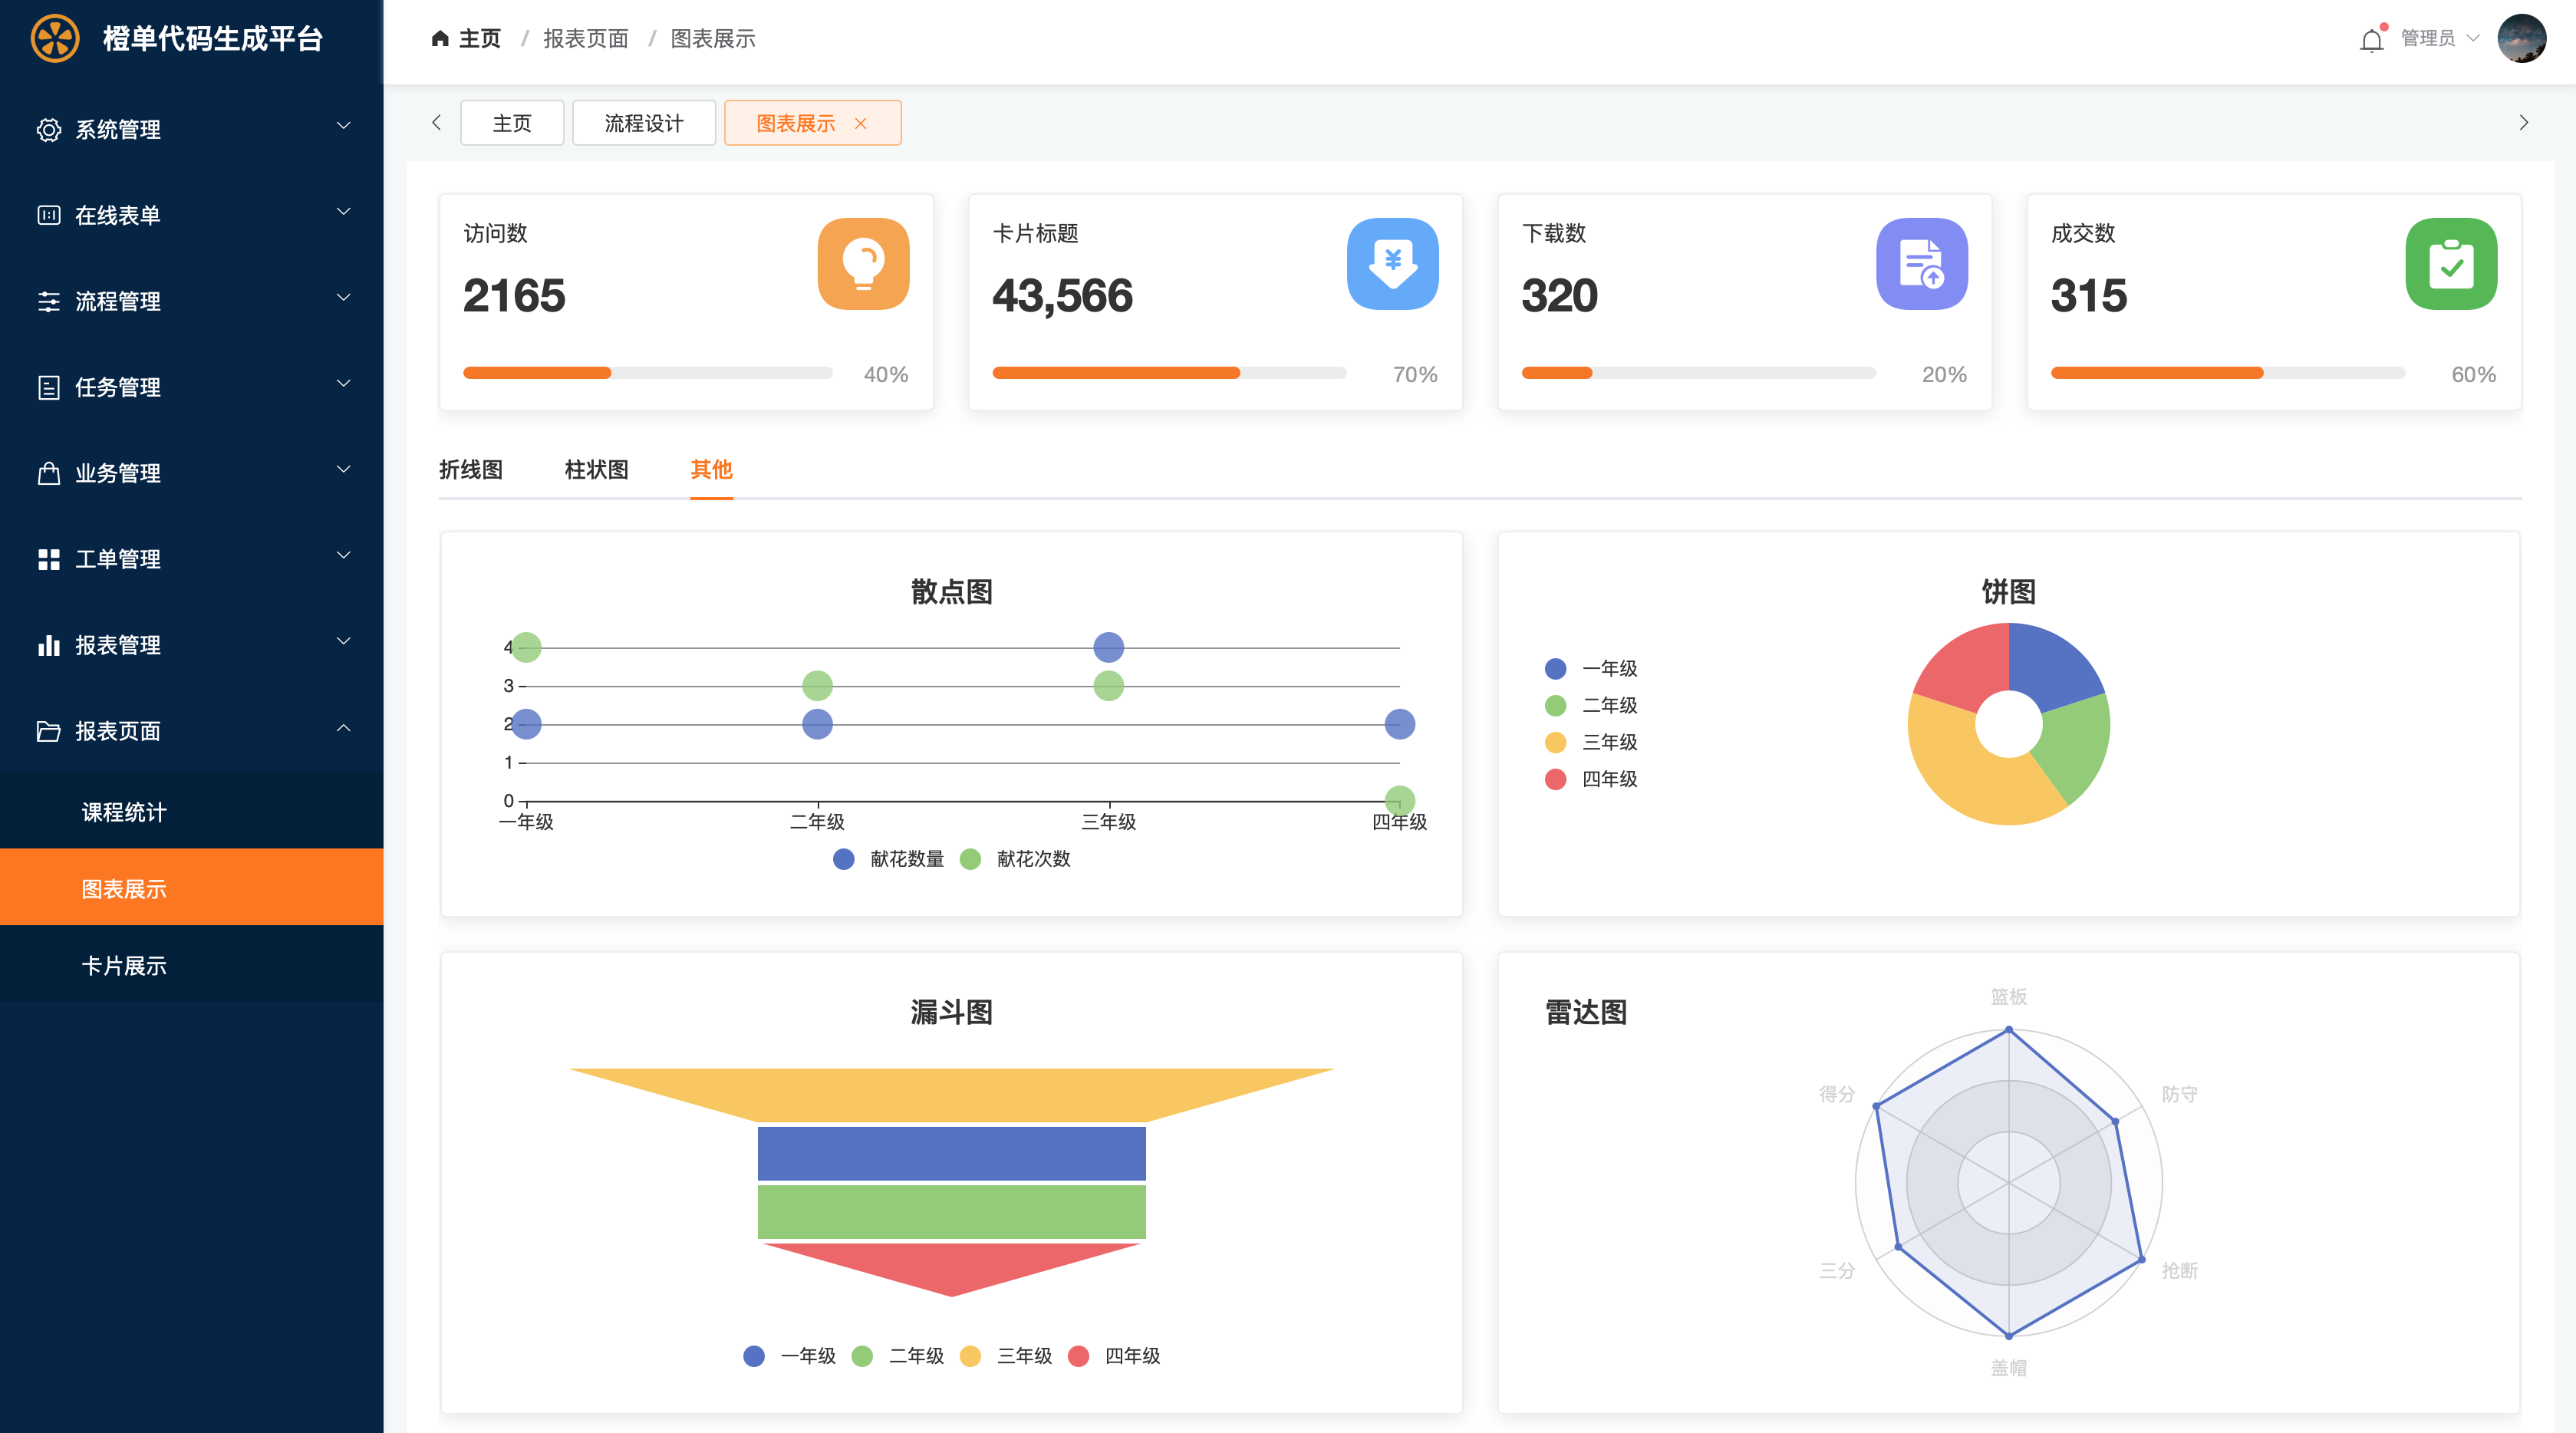 橙单代码生成平台
系统管理
在线表单
流程管理
任务管理
业务管理
工单管理
报表管理
报表页面
课程统计
图表展示
卡片展示
主页 / 报表页面 / 图表展示
管理员
主页
流程设计
图表展示
访问数
2165
40%
卡片标题
43,566
70%
下载数
320
20%
成交数
315
60%
折线图
柱状图
其他
散点图
4
3
2
1
0
一年级 二年级 三年级 四年级
献花数量 献花次数
饼图
一年级
二年级
三年级
四年级
漏斗图
一年级 二年级 三年级 四年级
雷达图
篮板
得分
防守
三分
抢断
盖帽